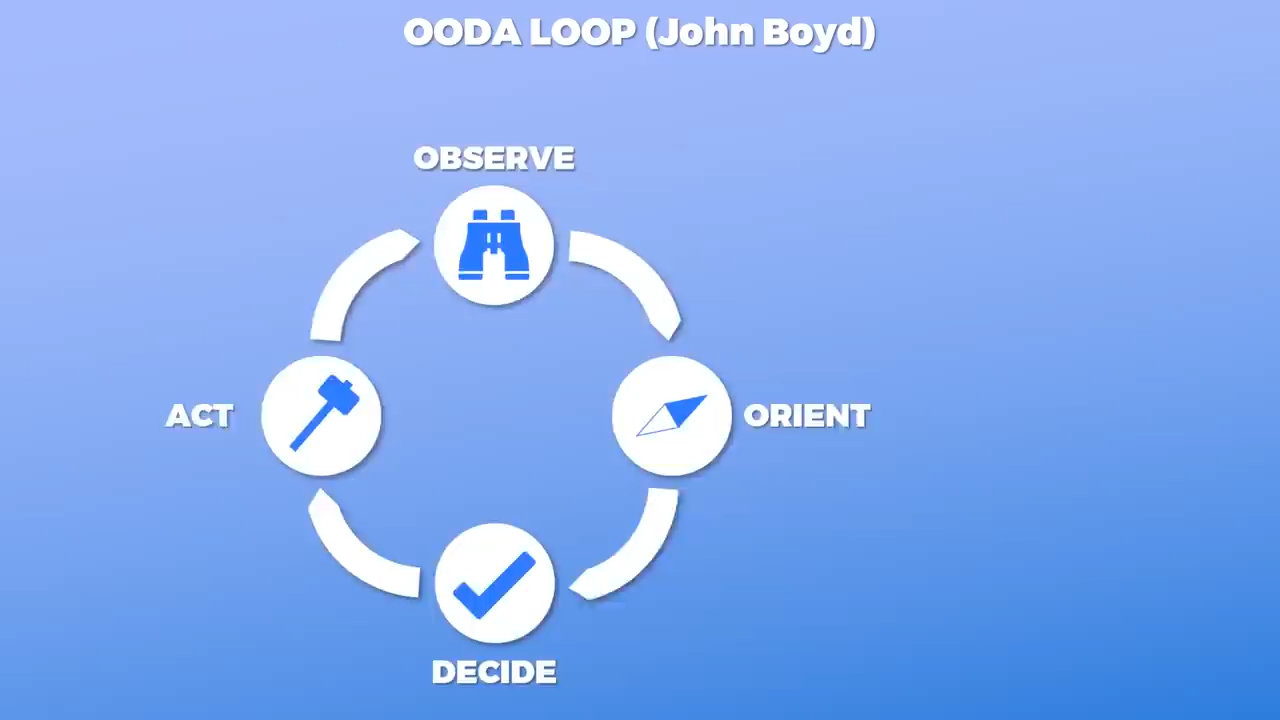 OODA LOOP (John Boyd)
OBSERVE
ACT
ORIENT
DECIDE